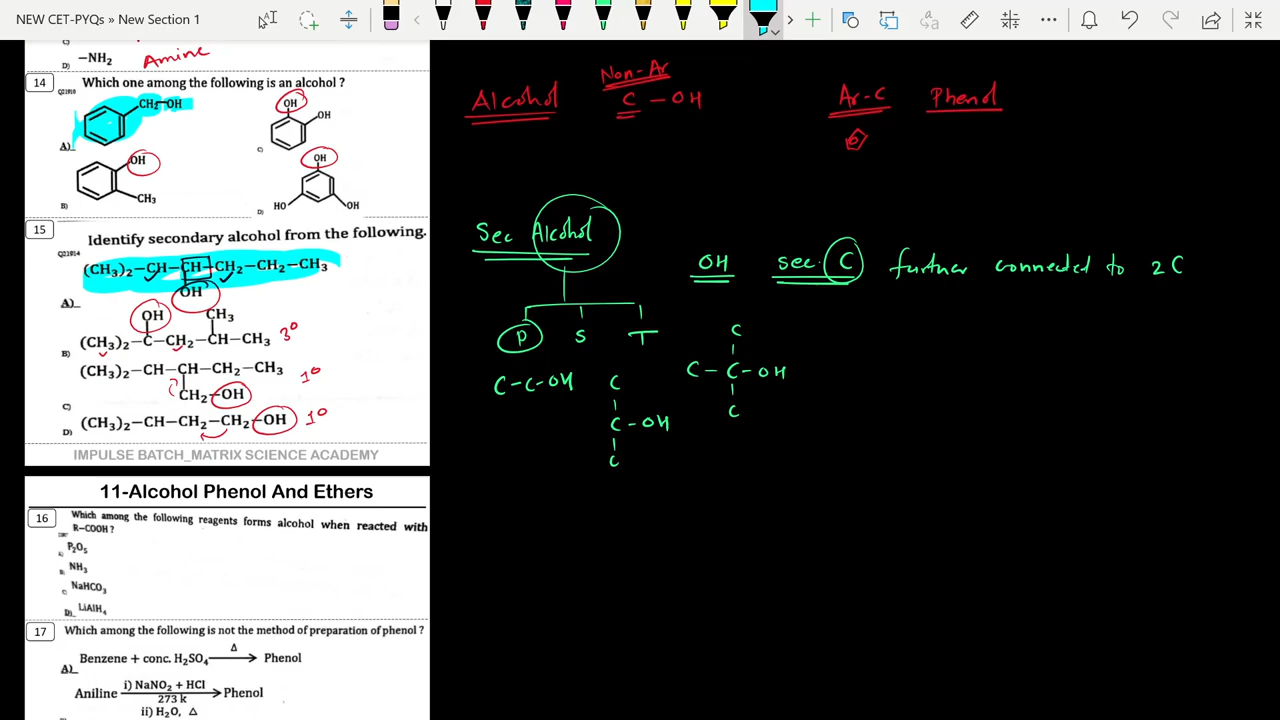 NEW CET-PYQs » New Section 1
D) –NH₂ Amine
14 Which one among the following is an alcohol ?
CH₂–OH
A)
OH
OH
C)
OH
CH₃
B)
OH
HO OH
D)
15 Identify secondary alcohol from the following.
(CH₃)₂–CH–CH–CH₂–CH₂–CH₃
OH
A)
OH CH₃
(CH₃)₂–C–CH₂–CH–CH₃ 3°
B)
(CH₃)₂–CH–CH–CH₂–CH₃ 1°
CH₂–OH
C)
(CH₃)₂–CH–CH₂–CH₂–OH 1°
D)
IMPULSE BATCH_MATRIX SCIENCE ACADEMY
11-Alcohol Phenol And Ethers
16 Which among the following reagents forms alcohol when reacted with
R–COOH?
P₂O₅
NH₃
NaHCO₃
D) LiAlH₄
17 Which among the following is not the method of preparation of phenol ?
Δ
Benzene + conc. H₂SO₄ ⟶ Phenol
A)
i) NaNO₂ + HCl
Aniline ⟶ Phenol
273 k
ii) H₂O, Δ
Non-Ar
Alcohol C – OH Ar-C Phenol
Sec Alcohol
OH sec. C further connected to 2 C
P S T
C–C–OH
C
C–OH
C
C
C–C–OH
C